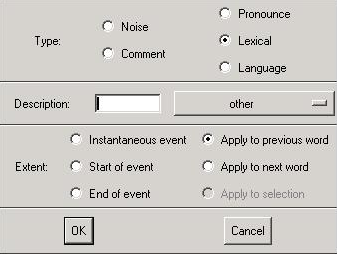 Pronounce
Noise
Type:
Lexical
Comment
Language
Description:
other
Instantaneous event
Apply to previous word
Extent:
Start of event
Apply to next word
End of event
Apply to selection
OK
Cancel